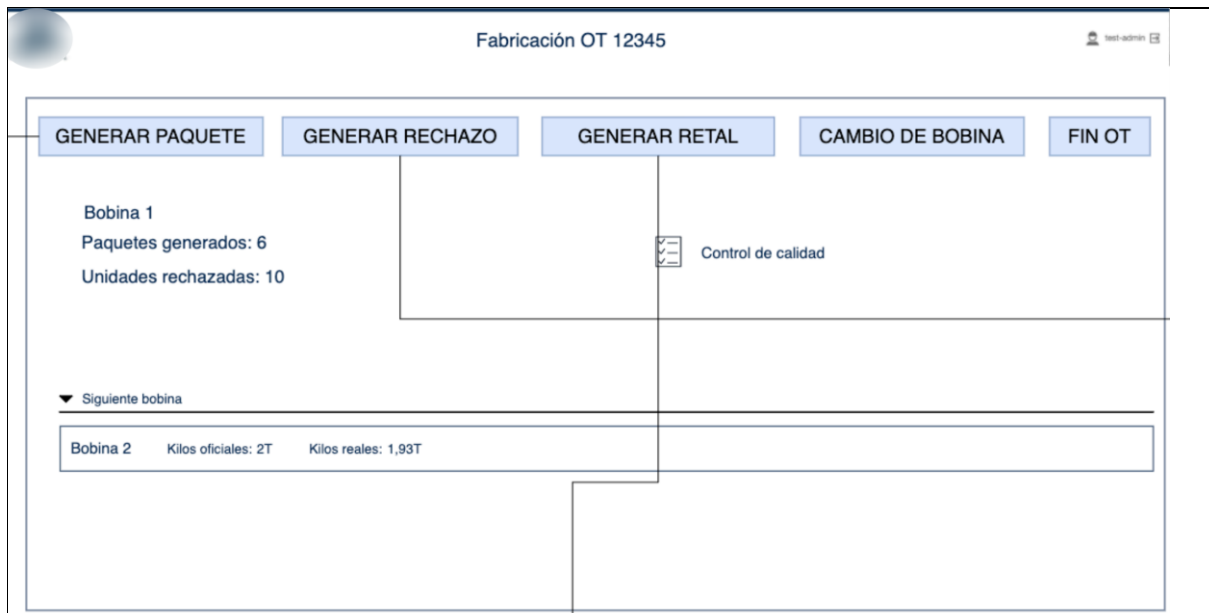 Fabricación OT 12345
test-admin
GENERAR PAQUETE
GENERAR RECHAZO
GENERAR RETAL
CAMBIO DE BOBINA
FIN OT
Bobina 1
Paquetes generados: 6
Unidades rechazadas: 10
Control de calidad
Siguiente bobina
Bobina 2 Kilos oficiales: 2T Kilos reales: 1,93T